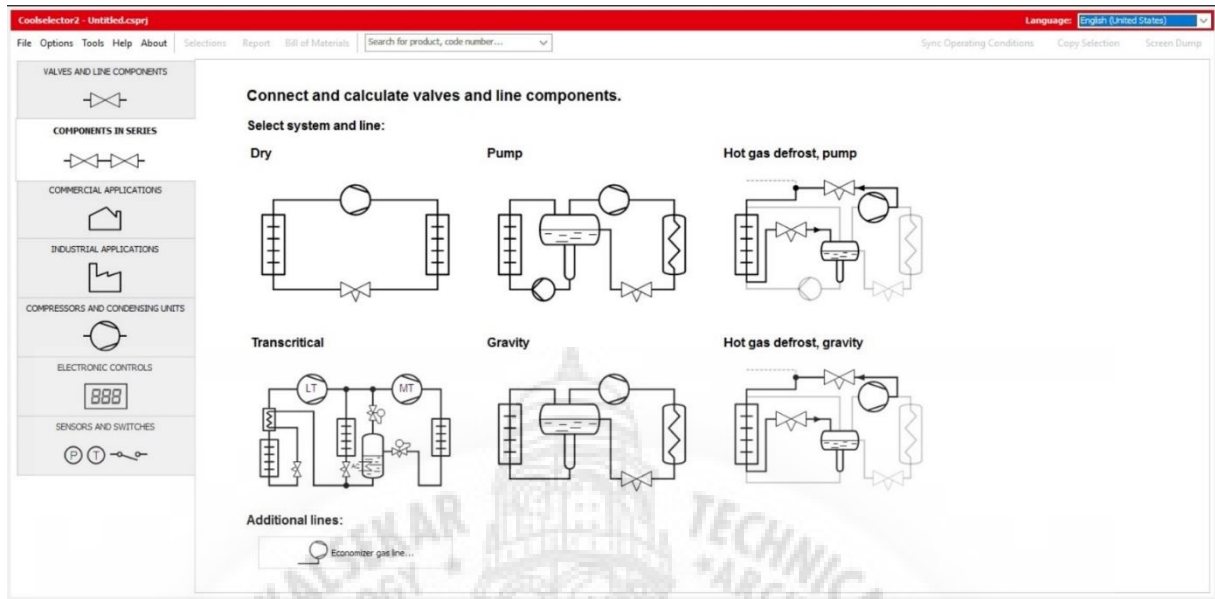 Coolselector2 - Untitled.csprj
Language: English (United States)
File Options Tools Help About Selections Report Bill of Materials Search for product, code number... Sync Operating Conditions Copy Selection Screen Dump
VALVES AND LINE COMPONENTS
COMPONENTS IN SERIES
COMMERCIAL APPLICATIONS
INDUSTRIAL APPLICATIONS
COMPRESSORS AND CONDENSING UNITS
ELECTRONIC CONTROLS
888
SENSORS AND SWITCHES
P T
Connect and calculate valves and line components.
Select system and line:
Dry Pump Hot gas defrost, pump
Transcritical Gravity Hot gas defrost, gravity
LT MT
AC
Additional lines:
Economizer gas line...
KALSEKAR TECHNICA
OGY * *ARC